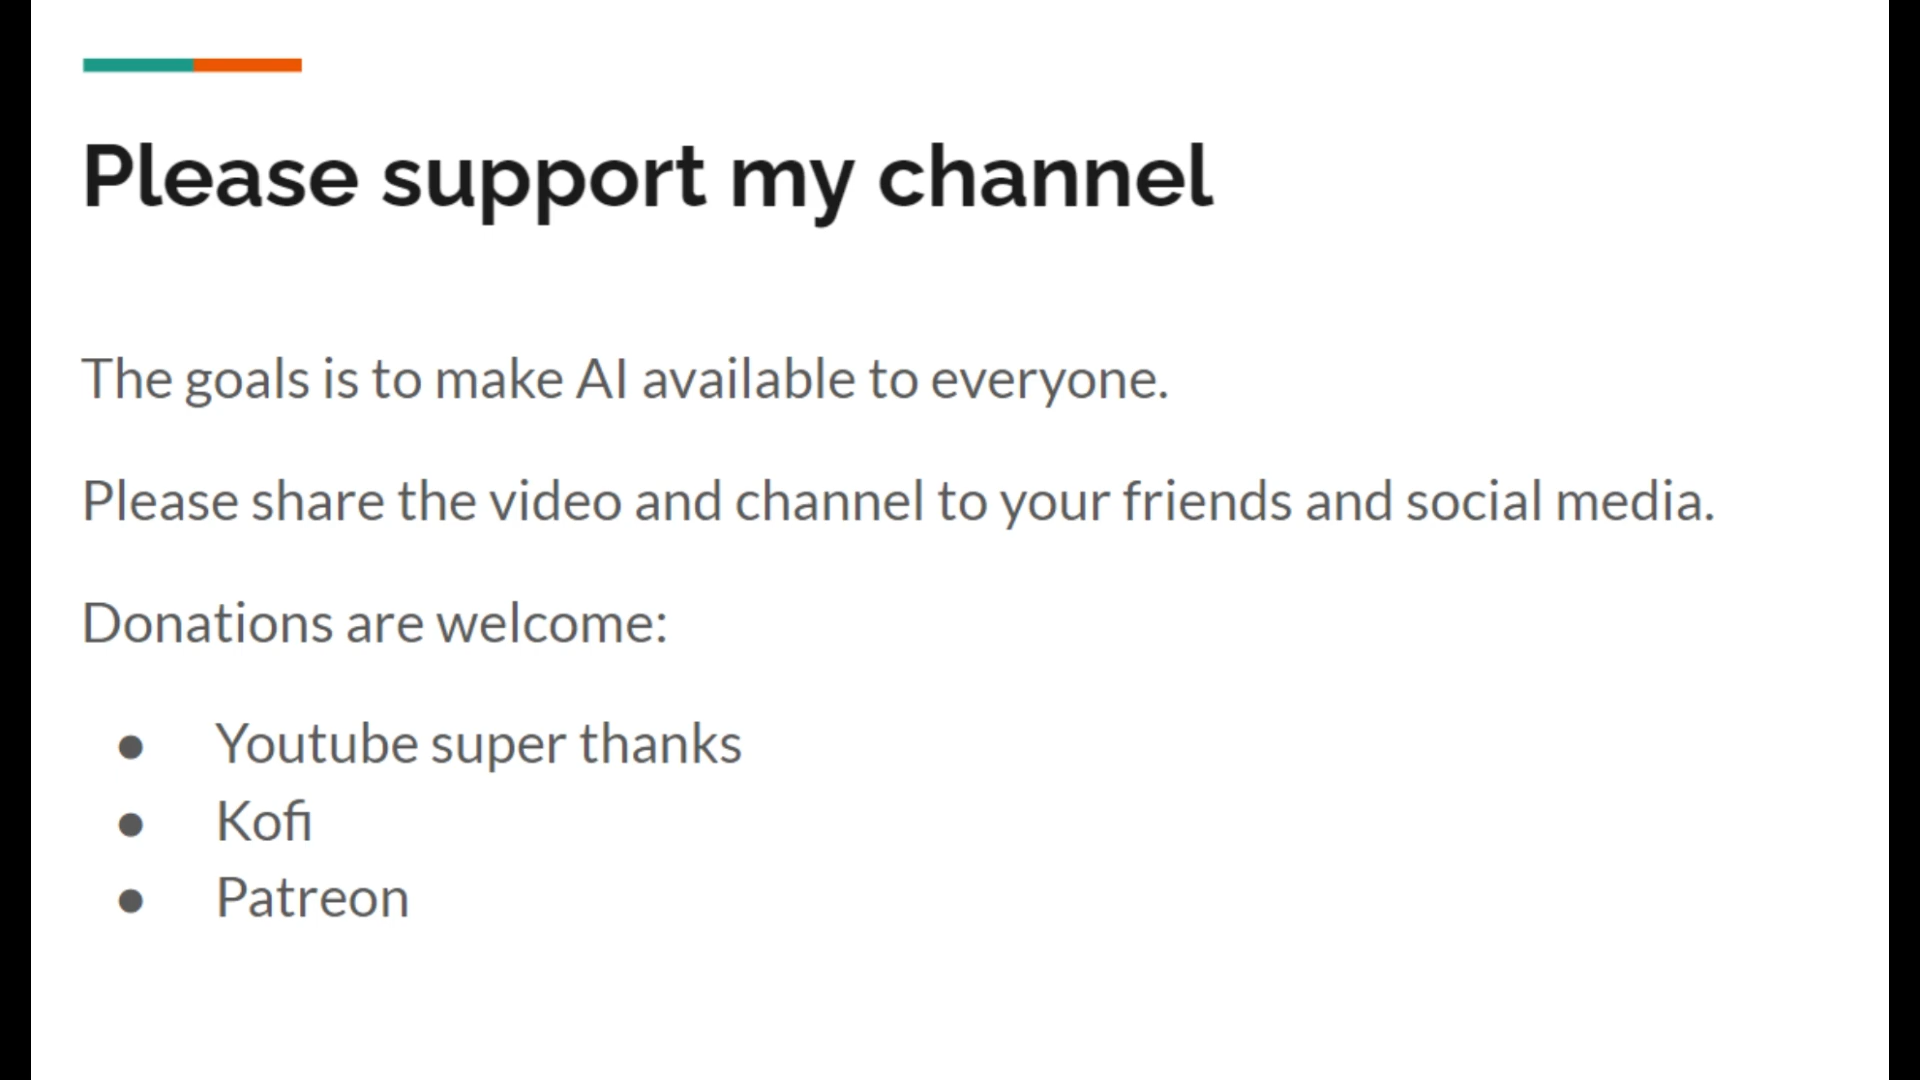 Please support my channel
The goals is to make AI available to everyone.
Please share the video and channel to your friends and social media.
Donations are welcome:
● Youtube super thanks
● Kofi
● Patreon